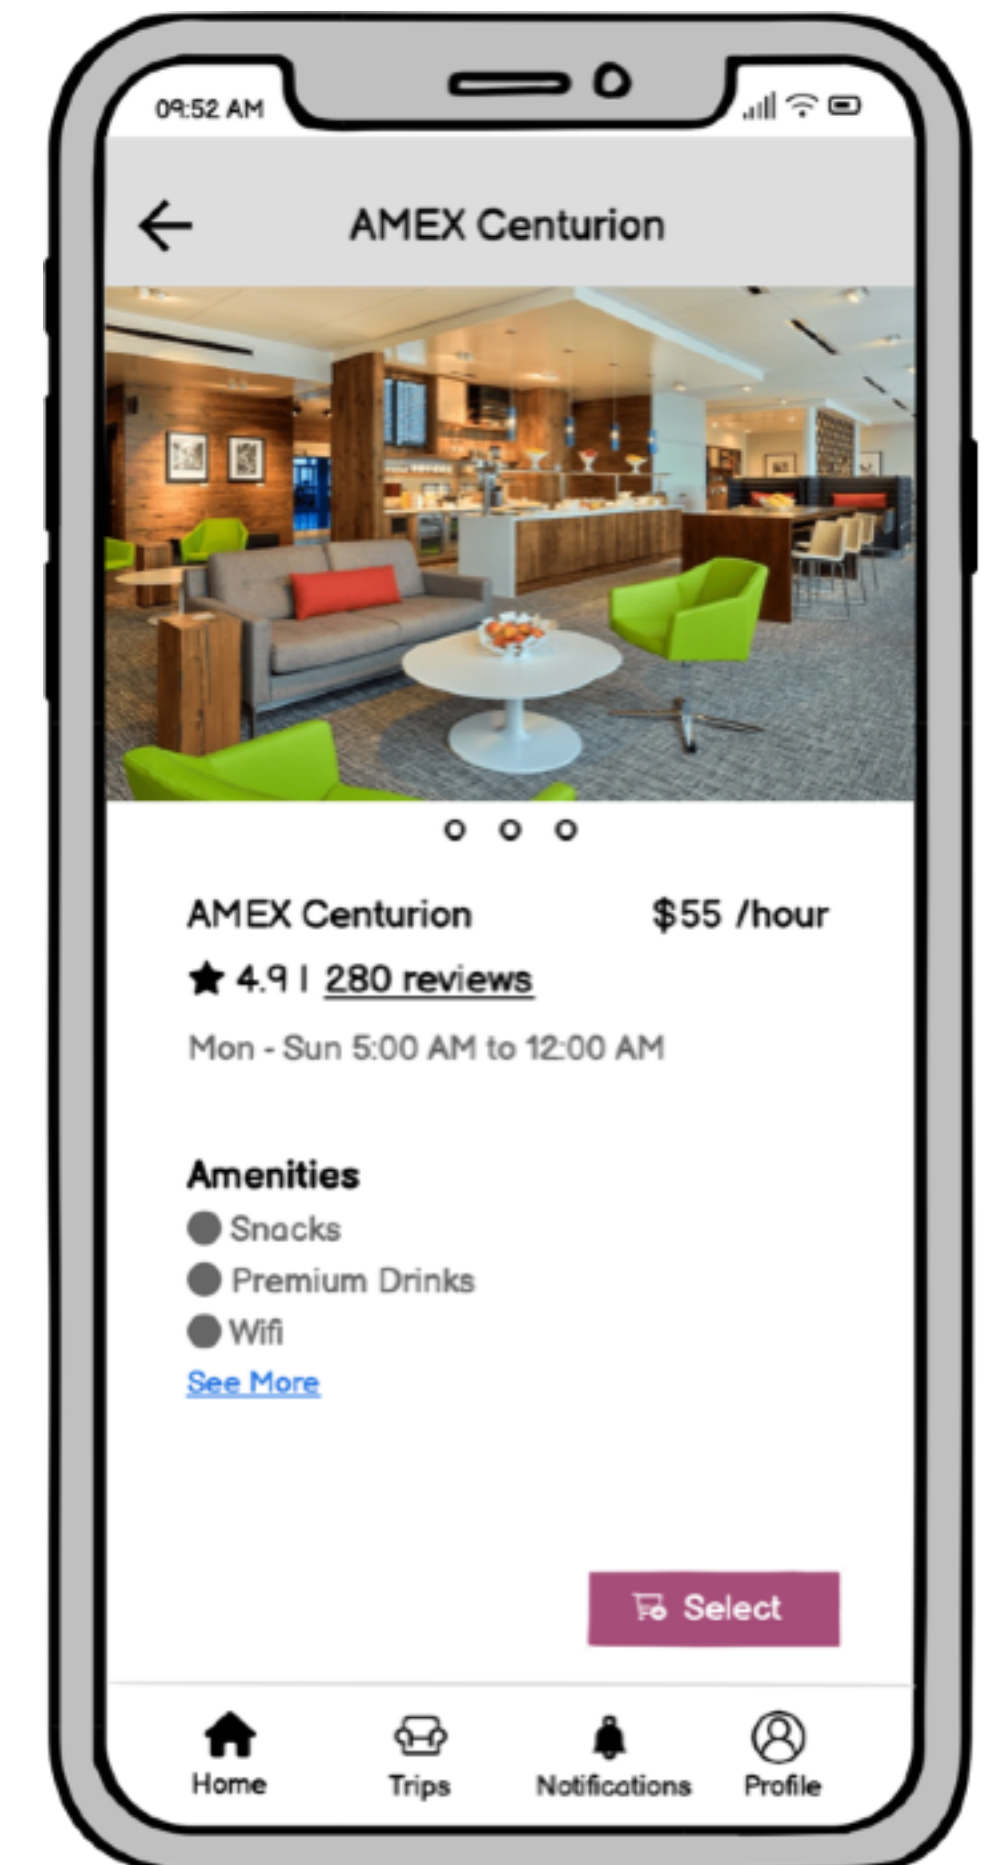 09:52 AM
AMEX Centurion
AMEX Centurion $55 /hour
4.9 | 280 reviews
Mon - Sun 5:00 AM to 12:00 AM
Amenities
Snacks
Premium Drinks
Wifi
See More
Select
Home Trips Notifications Profile